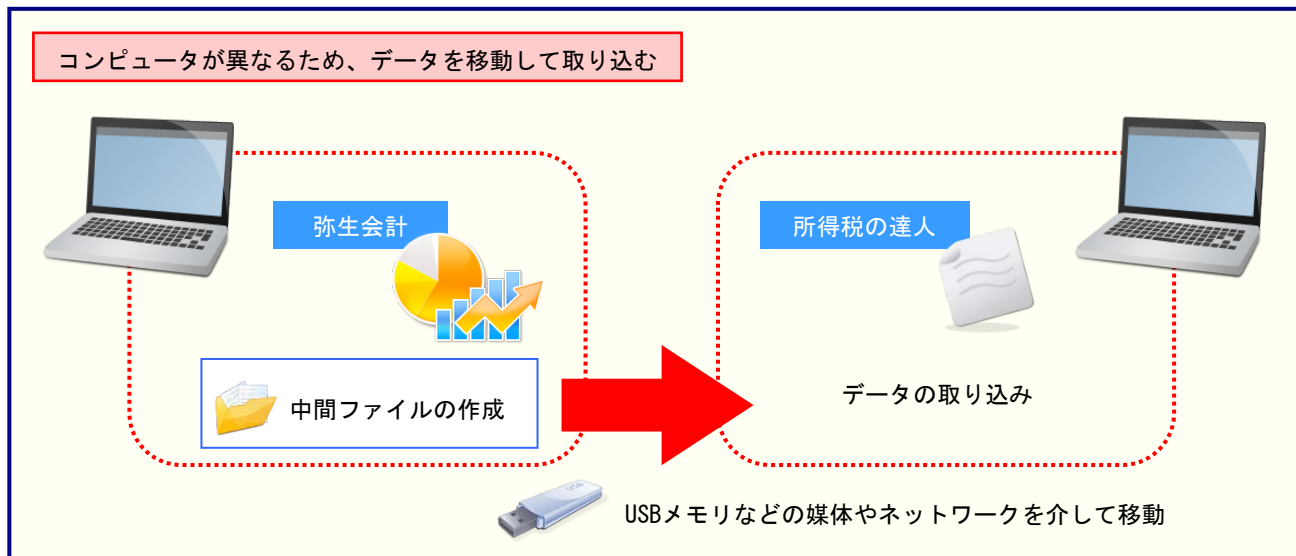 コンピュータが異なるため、データを移動して取り込む
弥生会計
所得税の達人
中間ファイルの作成
データの取り込み
USB
USBメモリなどの媒体やネットワークを介して移動